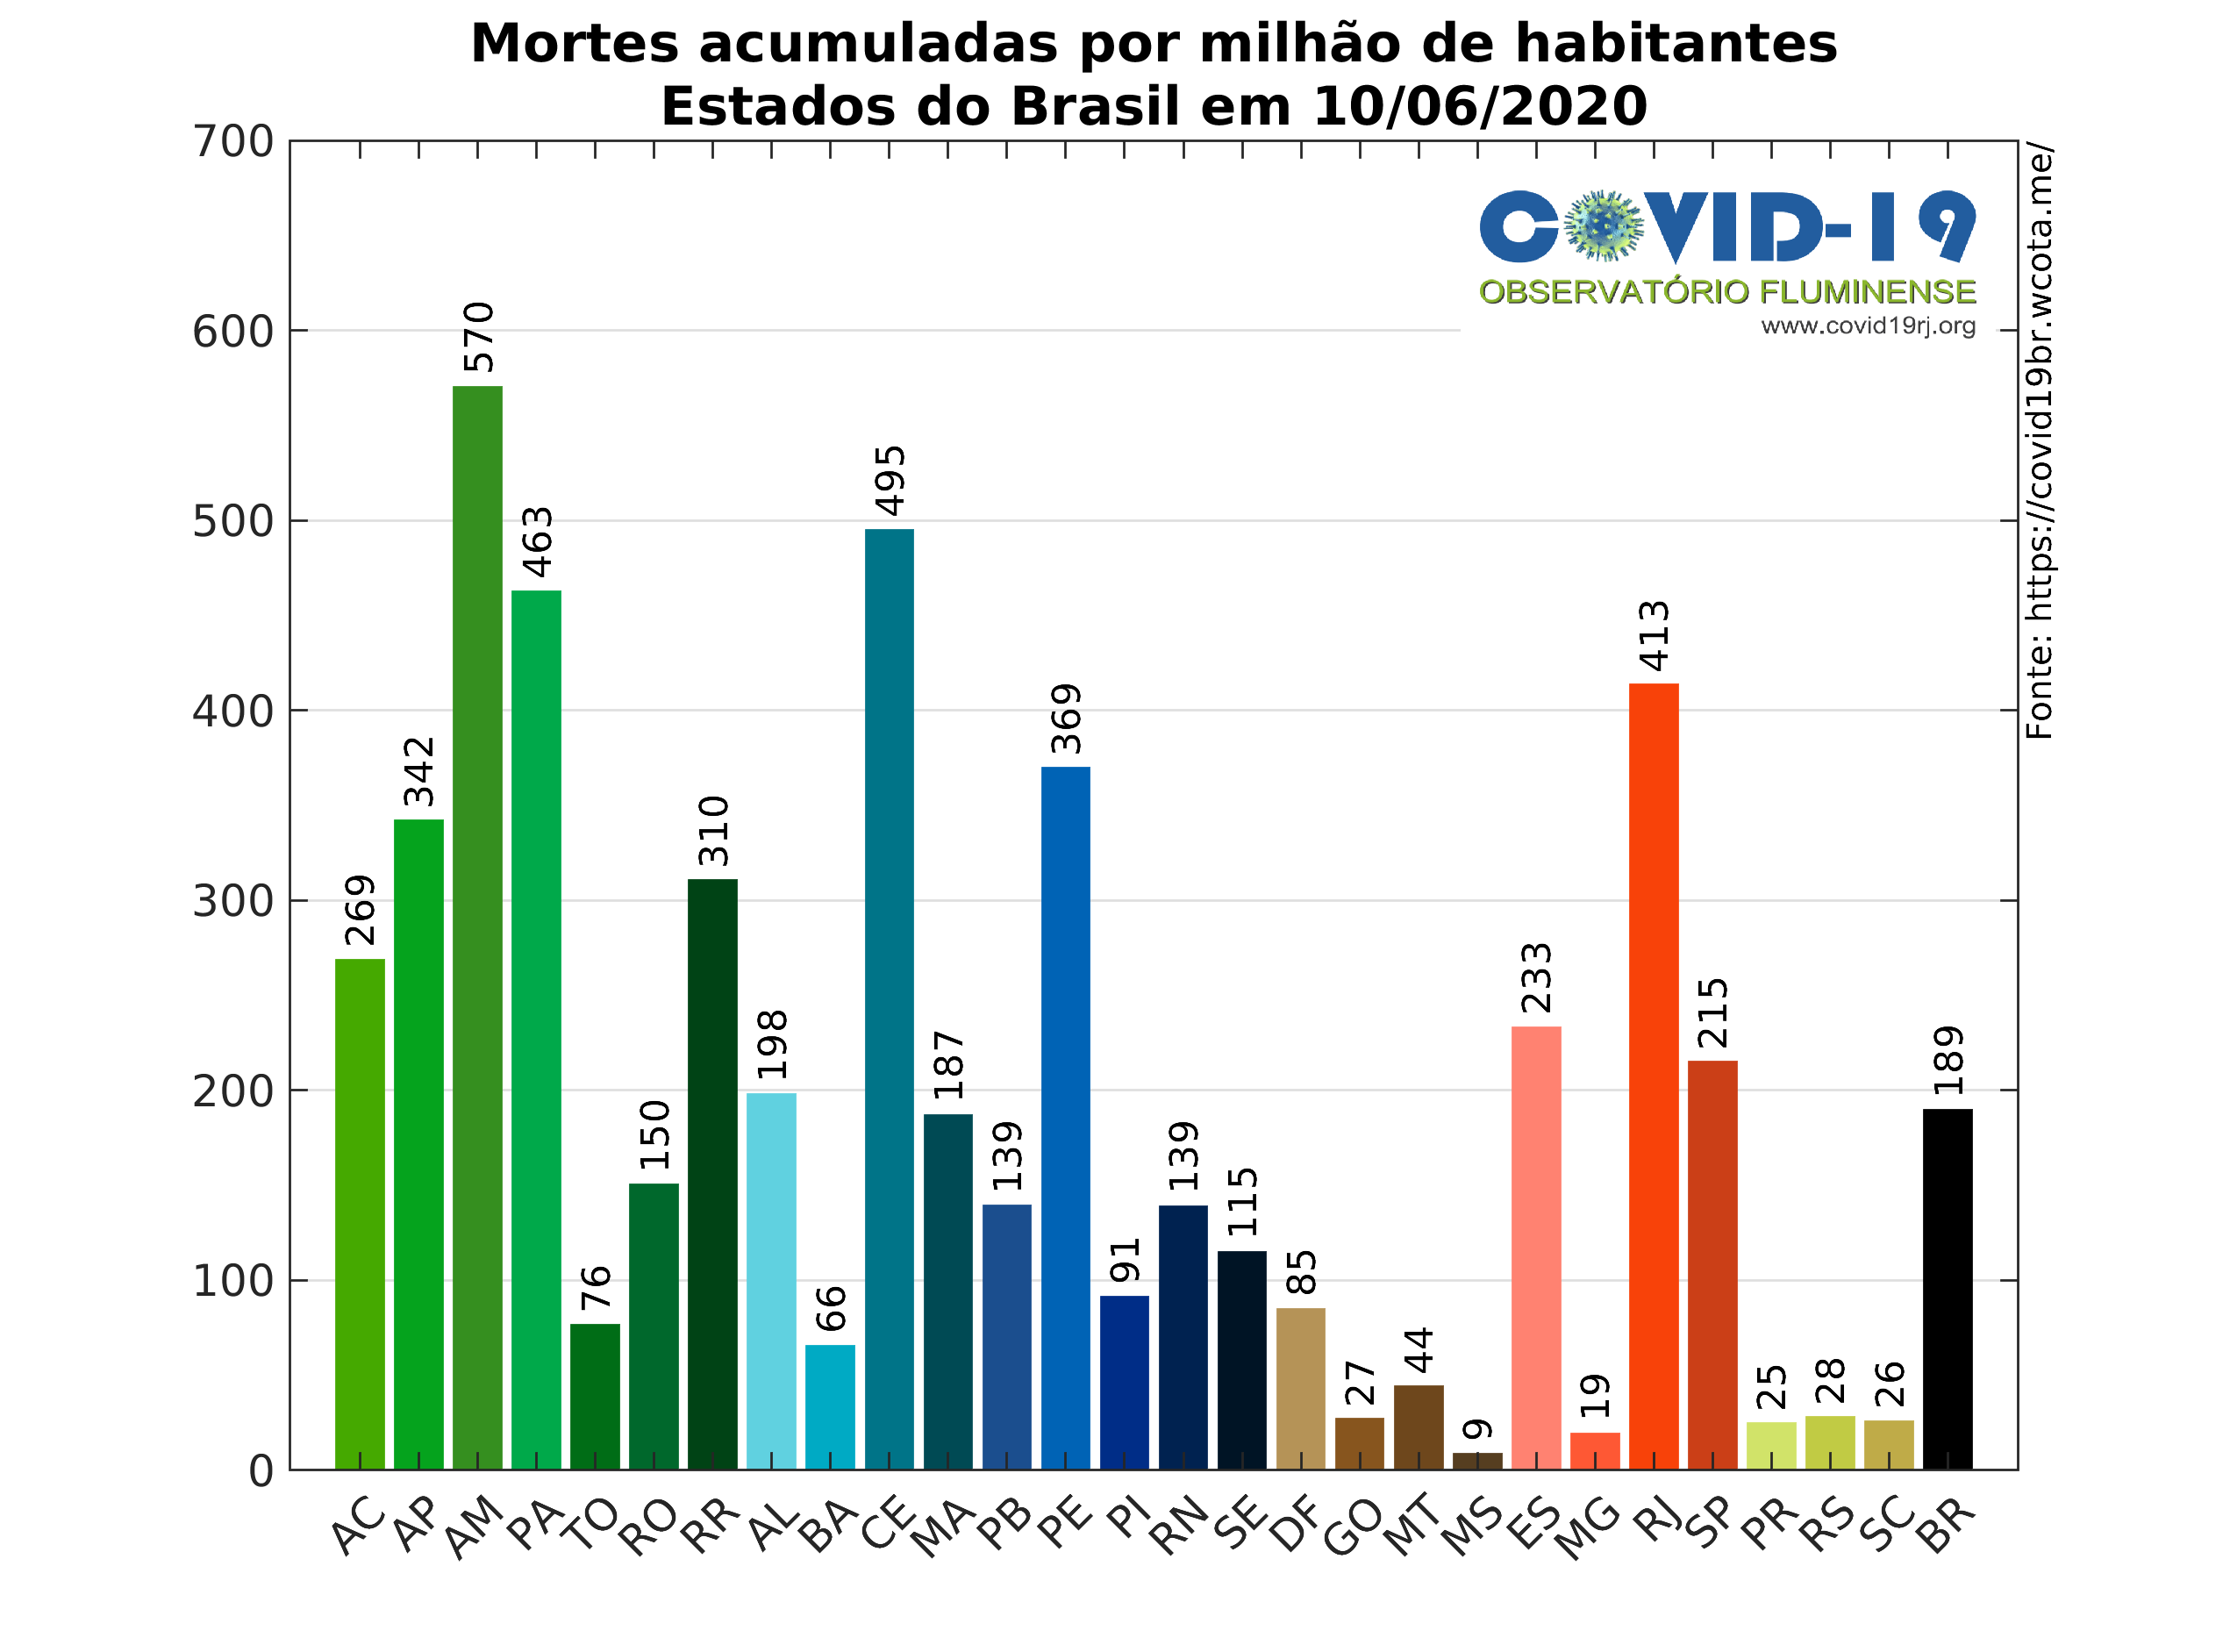 Mortes acumuladas por milhão de habitantes
Estados do Brasil em 10/06/2020
700
600
500
400
300
200
100
0
COVID-19
OBSERVATÓRIO FLUMINENSE
www.covid19rj.org
Fonte: https://covid19br.wcota.me/
269
342
570
463
76
150
310
198
66
495
187
139
369
91
139
115
85
27
44
9
233
19
413
215
25
28
26
189
AC
AP
AM
PA
TO
RO
RR
AL
BA
CE
MA
PB
PE
PI
RN
SE
DF
GO
MT
MS
ES
MG
RJ
SP
PR
RS
SC
BR